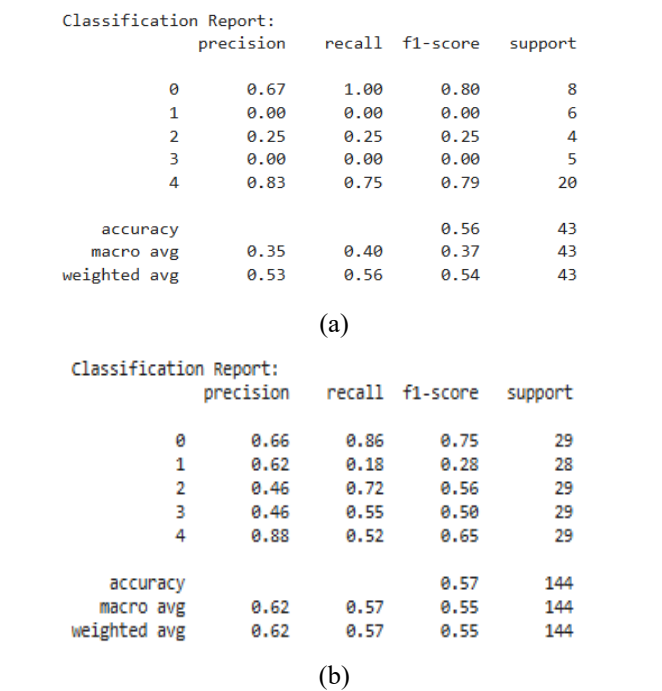 Classification Report:
precision recall f1-score support
0 0.67 1.00 0.80 8
1 0.00 0.00 0.00 6
2 0.25 0.25 0.25 4
3 0.00 0.00 0.00 5
4 0.83 0.75 0.79 20
accuracy 0.56 43
macro avg 0.35 0.40 0.37 43
weighted avg 0.53 0.56 0.54 43
(a)
Classification Report:
precision recall f1-score support
0 0.66 0.86 0.75 29
1 0.62 0.18 0.28 28
2 0.46 0.72 0.56 29
3 0.46 0.55 0.50 29
4 0.88 0.52 0.65 29
accuracy 0.57 144
macro avg 0.62 0.57 0.55 144
weighted avg 0.62 0.57 0.55 144
(b)